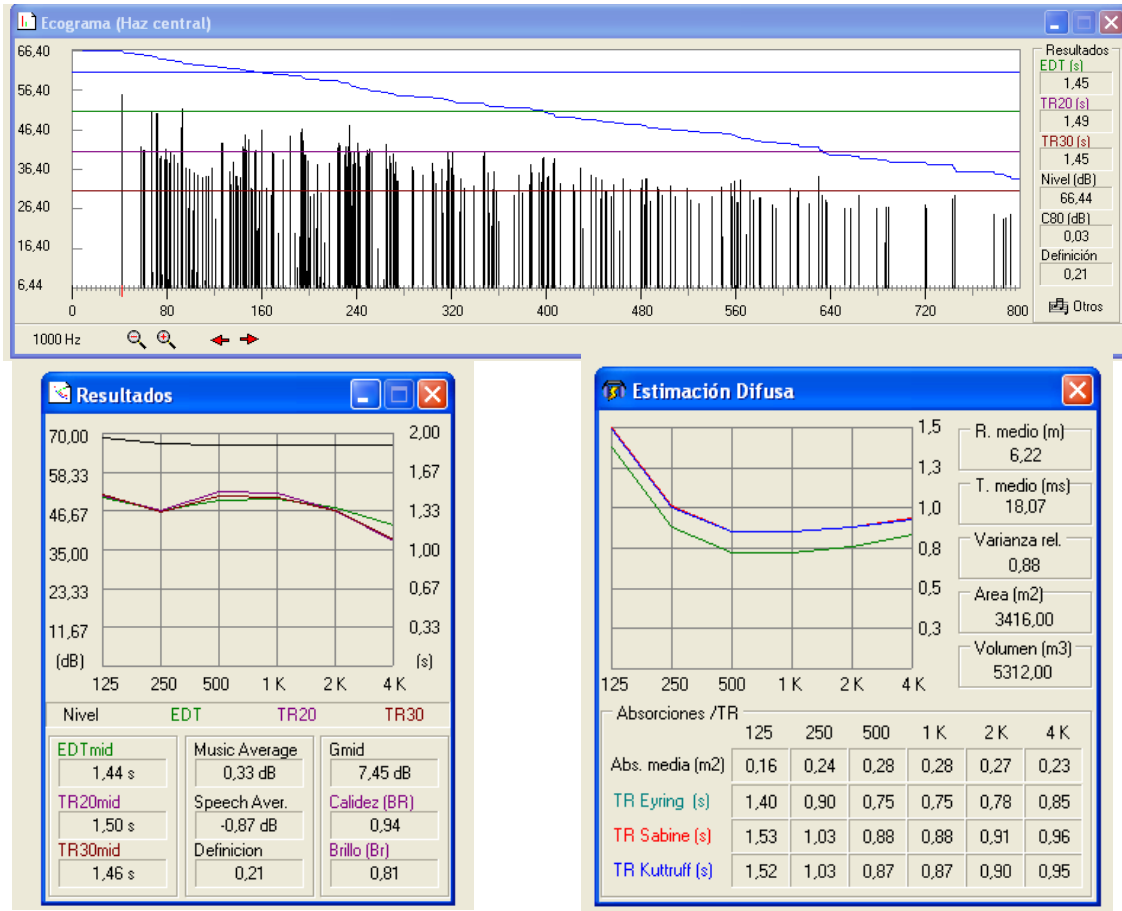 Ecograma (Haz central)
66,40
56,40
46,40
36,40
26,40
16,40
6,44
0 80 160 240 320 400 480 560 640 720 800
1000 Hz
Resultados
EDT (s)
1,45
TR20 (s)
1,49
TR30 (s)
1,45
Nivel (dB)
66,44
C80 (dB)
0,03
Definición
0,21
Otros
Resultados
70,00
58,33
46,67
35,00
23,33
11,67
(dB)
2,00
1,67
1,33
1,00
0,67
0,33
(s)
125 250 500 1 K 2 K 4 K
Nivel EDT TR20 TR30
EDTmid
1,44 s
TR20mid
1,50 s
TR30mid
1,46 s
Music Average
0,33 dB
Speech Aver.
-0,87 dB
Definicion
0,21
Gmid
7,45 dB
Calidez (BR)
0,94
Brillo (Br)
0,81
Estimación Difusa
1,5
1,3
1,0
0,8
0,5
0,3
125 250 500 1 K 2 K 4 K
R. medio (m)
6,22
T. medio (ms)
18,07
Varianza rel.
0,88
Area (m2)
3416,00
Volumen (m3)
5312,00
Absorciones /TR
125 250 500 1 K 2 K 4 K
Abs. media (m2) 0,16 0,24 0,28 0,28 0,27 0,23
TR Eyring (s) 1,40 0,90 0,75 0,75 0,78 0,85
TR Sabine (s) 1,53 1,03 0,88 0,88 0,91 0,96
TR Kuttruff (s) 1,52 1,03 0,87 0,87 0,90 0,95